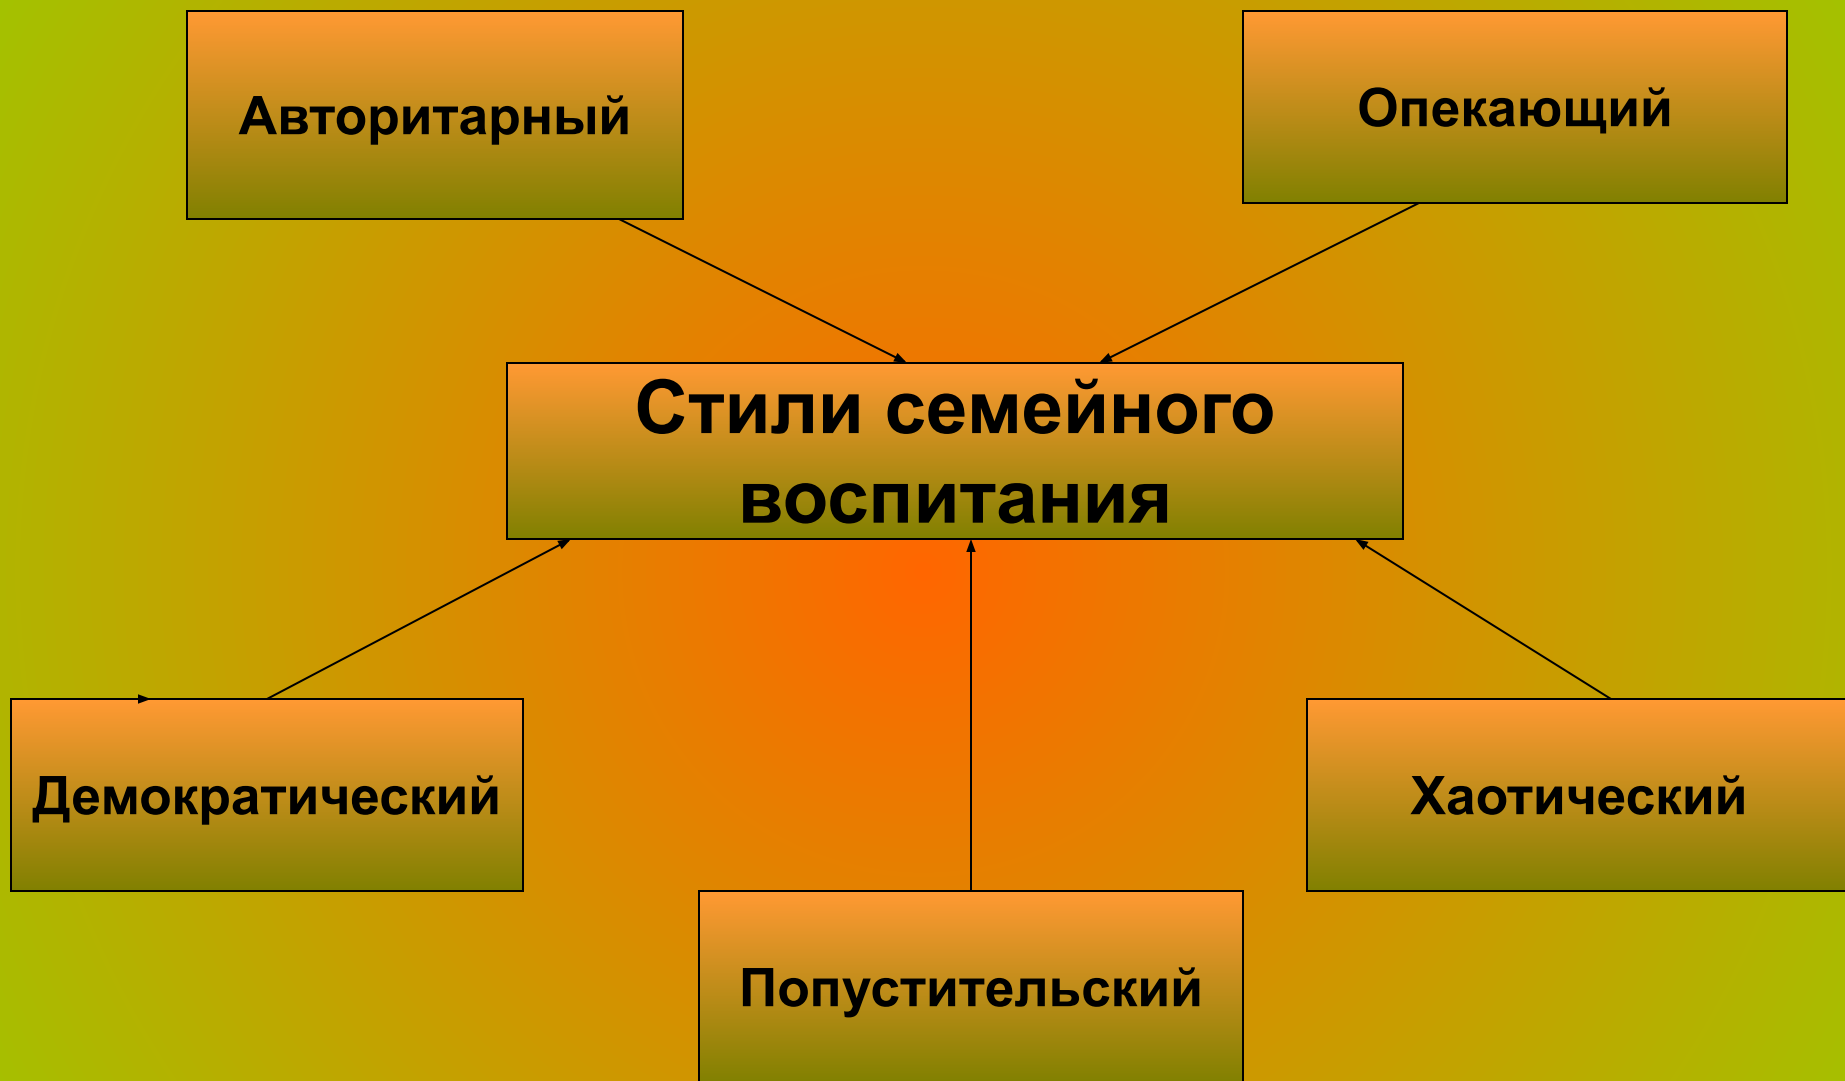 Авторитарный
Опекающий
Стили семейного
воспитания
Демократический
Хаотический
Попустительский